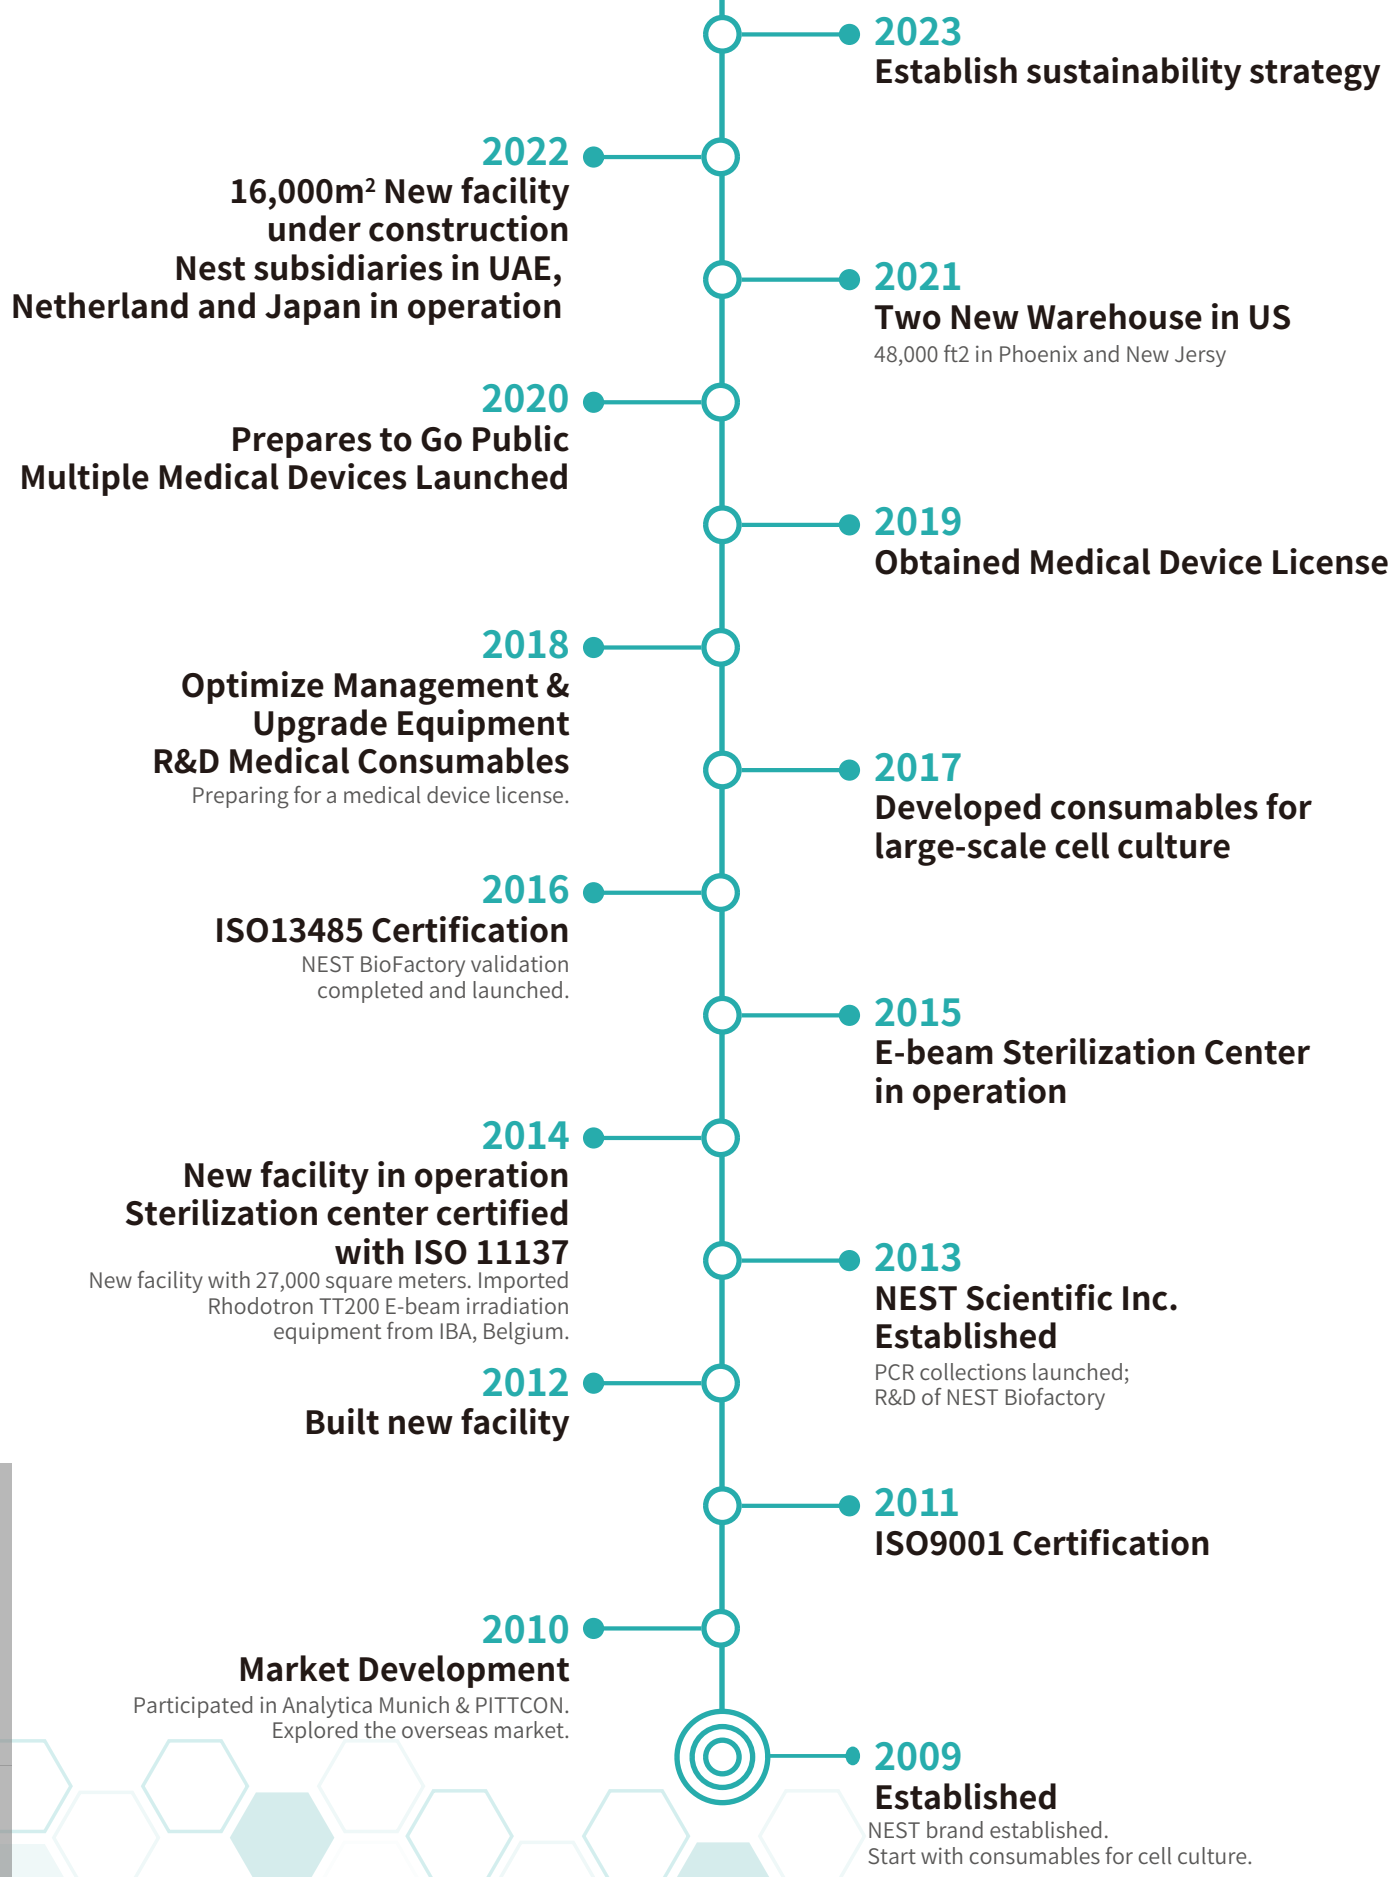 2023
Establish sustainability strategy
2022
16,000m² New facility
under construction
Nest subsidiaries in UAE,
Netherland and Japan in operation
2021
Two New Warehouse in US
48,000 ft2 in Phoenix and New Jersy
2020
Prepares to Go Public
Multiple Medical Devices Launched
2019
Obtained Medical Device License
2018
Optimize Management &
Upgrade Equipment
R&D Medical Consumables
Preparing for a medical device license.
2017
Developed consumables for
large-scale cell culture
2016
ISO13485 Certification
NEST BioFactory validation
completed and launched.
2015
E-beam Sterilization Center
in operation
2014
New facility in operation
Sterilization center certified
with ISO 11137
New facility with 27,000 square meters. Imported
Rhodotron TT200 E-beam irradiation
equipment from IBA, Belgium.
2013
NEST Scientific Inc.
Established
PCR collections launched;
R&D of NEST Biofactory
2012
Built new facility
2011
ISO9001 Certification
2010
Market Development
Participated in Analytica Munich & PITTCON.
Explored the overseas market.
2009
Established
NEST brand established.
Start with consumables for cell culture.